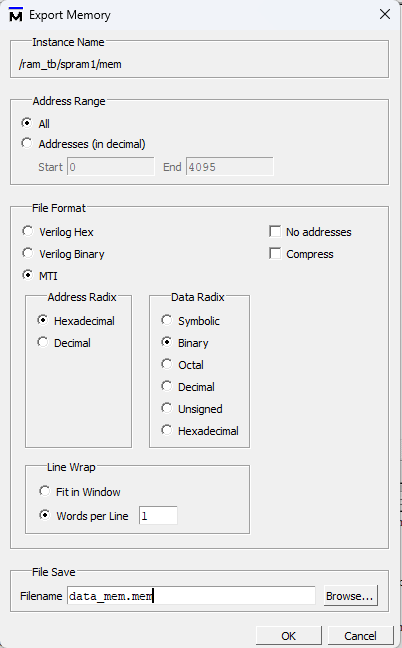 Export Memory
Instance Name
/ram_tb/spram1/mem
Address Range
All
Addresses (in decimal)
Start 0 End 4095
File Format
Verilog Hex No addresses
Verilog Binary Compress
MTI
Address Radix Data Radix
Hexadecimal Symbolic
Decimal Binary
Octal
Decimal
Unsigned
Hexadecimal
Line Wrap
Fit in Window
Words per Line 1
File Save
Filename data_mem.mem Browse...
OK Cancel